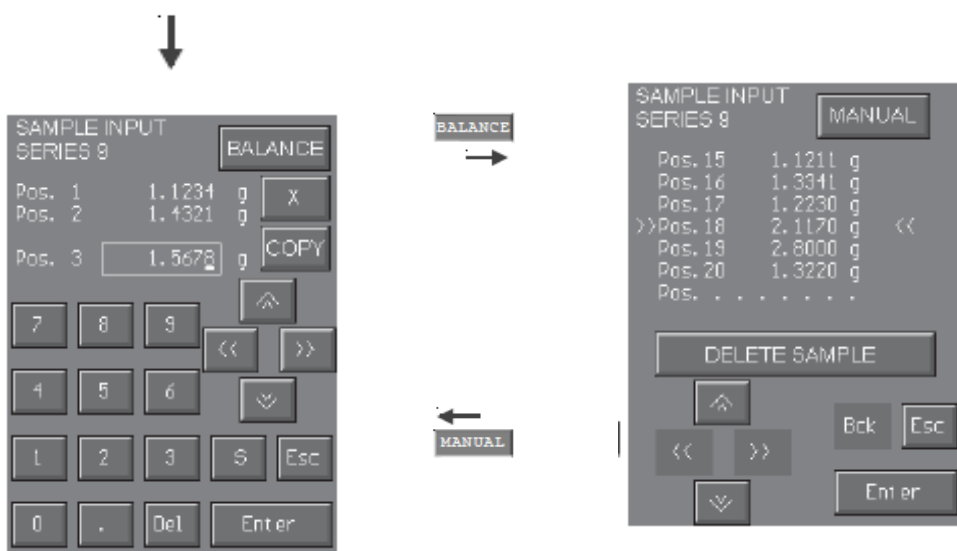 SAMPLE INPUT
SERIES 9
BALANCE
Pos. 1 1.1234 g
X
Pos. 2 1.4321 g
COPY
Pos. 3 1.5678 g
7 8 9
<< >>
4 5 6
1 2 3 S Esc
0 . Del Enter
BALANCE
MANUAL
SAMPLE INPUT
SERIES 9
MANUAL
Pos. 15 1.1211 g
Pos. 16 1.3341 g
Pos. 17 1.2230 g
>>Pos. 18 2.1170 g <<
Pos. 19 2.8000 g
Pos. 20 1.3220 g
Pos. . . . . . . .
DELETE SAMPLE
Bck Esc
<< >>
Enter